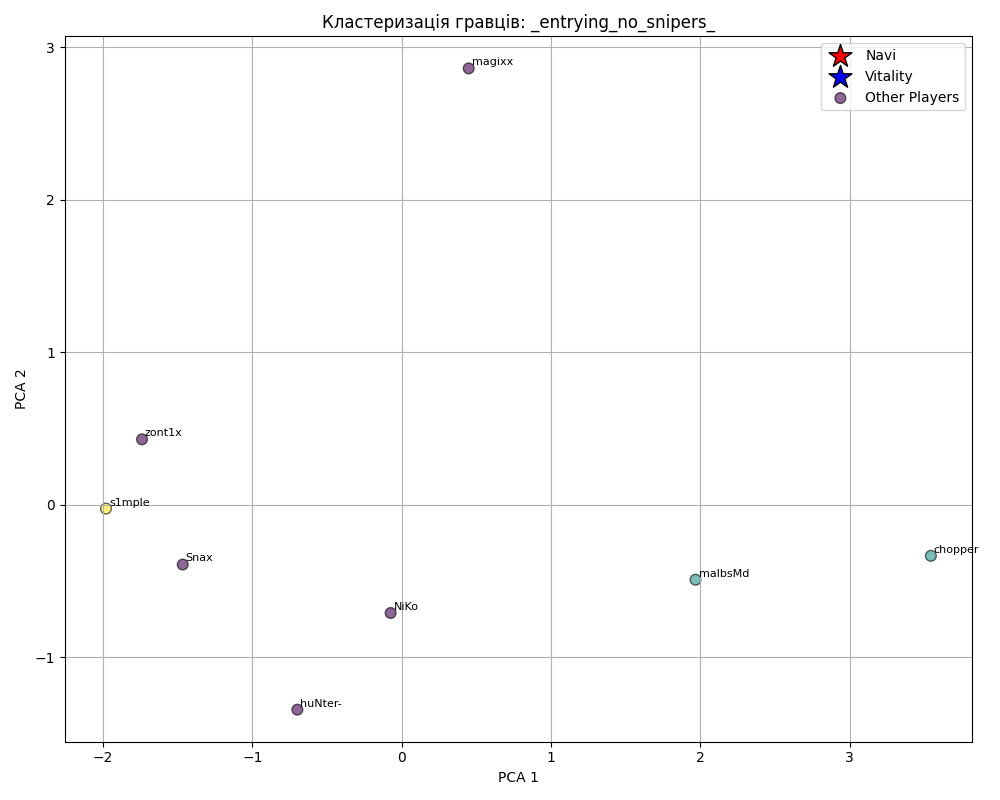 Кластеризація гравців: _entrying_no_snipers_
Navi
Vitality
Other Players
magixx
zont1x
s1mple
Snax
NiKo
huNter-
malbsMd
chopper
3
2
1
0
−1
PCA 2
−2
−1
0
1
2
3
PCA 1